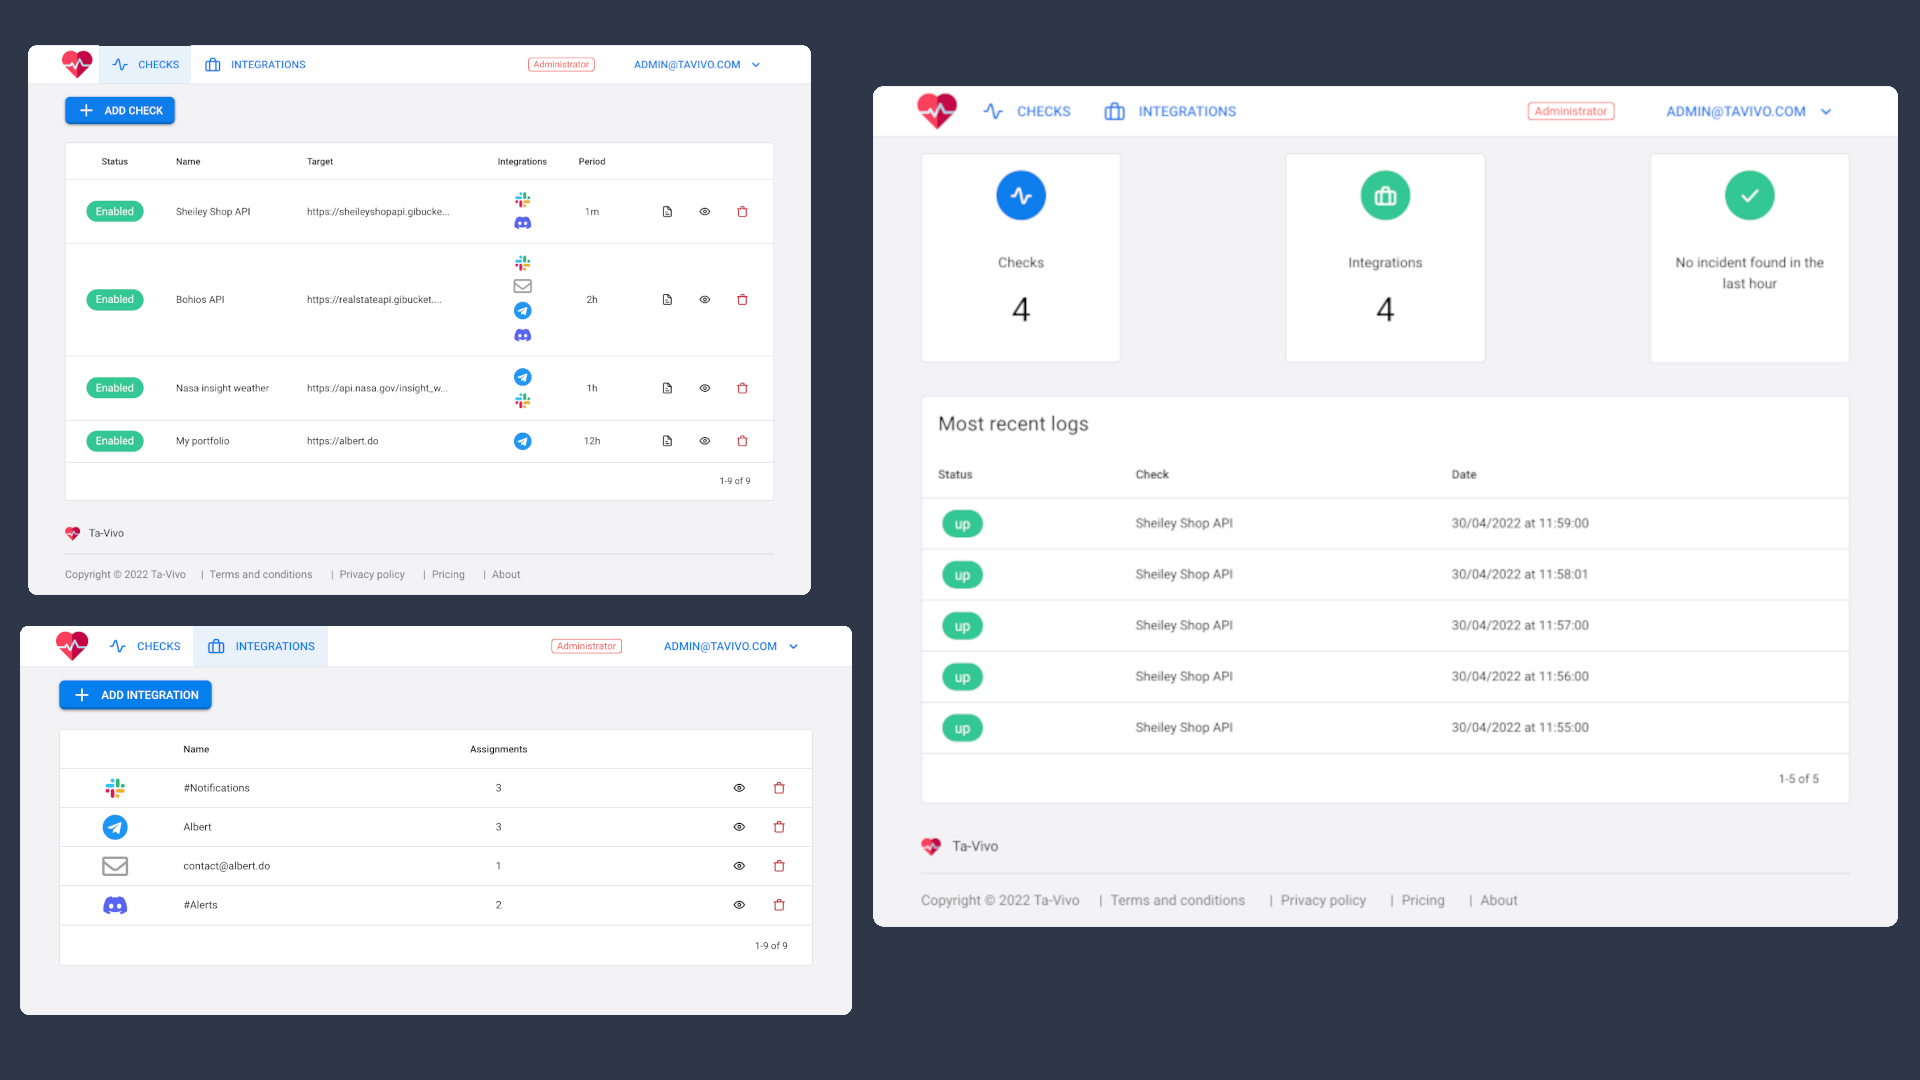 CHECKS INTEGRATIONS Administrator ADMIN@TAVIVO.COM
ADD CHECK
Status Name Target Integrations Period
Enabled Sheiley Shop API https://sheileyshopapi.gibucke... 1m
Enabled Bohios API https://realstateapi.gibucket.... 2h
Enabled Nasa insight weather https://api.nasa.gov/insight_w... 1h
Enabled My portfolio https://albert.do 12h
1-9 of 9
Ta-Vivo
Copyright © 2022 Ta-Vivo | Terms and conditions | Privacy policy | Pricing | About
CHECKS INTEGRATIONS Administrator ADMIN@TAVIVO.COM
ADD INTEGRATION
Name Assignments
#Notifications 3
Albert 3
contact@albert.do 1
#Alerts 2
1-9 of 9
CHECKS INTEGRATIONS Administrator ADMIN@TAVIVO.COM
Checks
4
Integrations
4
No incident found in the
last hour
Most recent logs
Status Check Date
up Sheiley Shop API 30/04/2022 at 11:59:00
up Sheiley Shop API 30/04/2022 at 11:58:01
up Sheiley Shop API 30/04/2022 at 11:57:00
up Sheiley Shop API 30/04/2022 at 11:56:00
up Sheiley Shop API 30/04/2022 at 11:55:00
1-5 of 5
Ta-Vivo
Copyright © 2022 Ta-Vivo | Terms and conditions | Privacy policy | Pricing | About